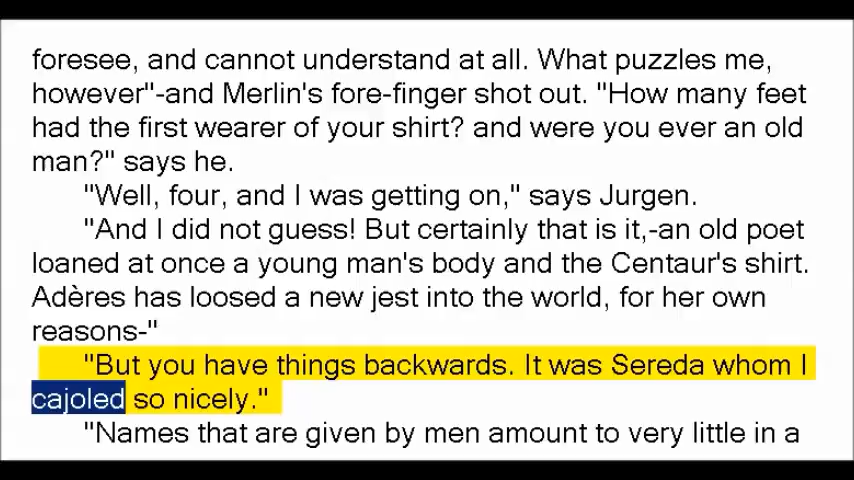 foresee, and cannot understand at all. What puzzles me,
however"-and Merlin's fore-finger shot out. "How many feet
had the first wearer of your shirt? and were you ever an old
man?" says he.
"Well, four, and I was getting on," says Jurgen.
"And I did not guess! But certainly that is it,-an old poet
loaned at once a young man's body and the Centaur's shirt.
Adères has loosed a new jest into the world, for her own
reasons-"
"But you have things backwards. It was Sereda whom I
cajoled so nicely."
"Names that are given by men amount to very little in a